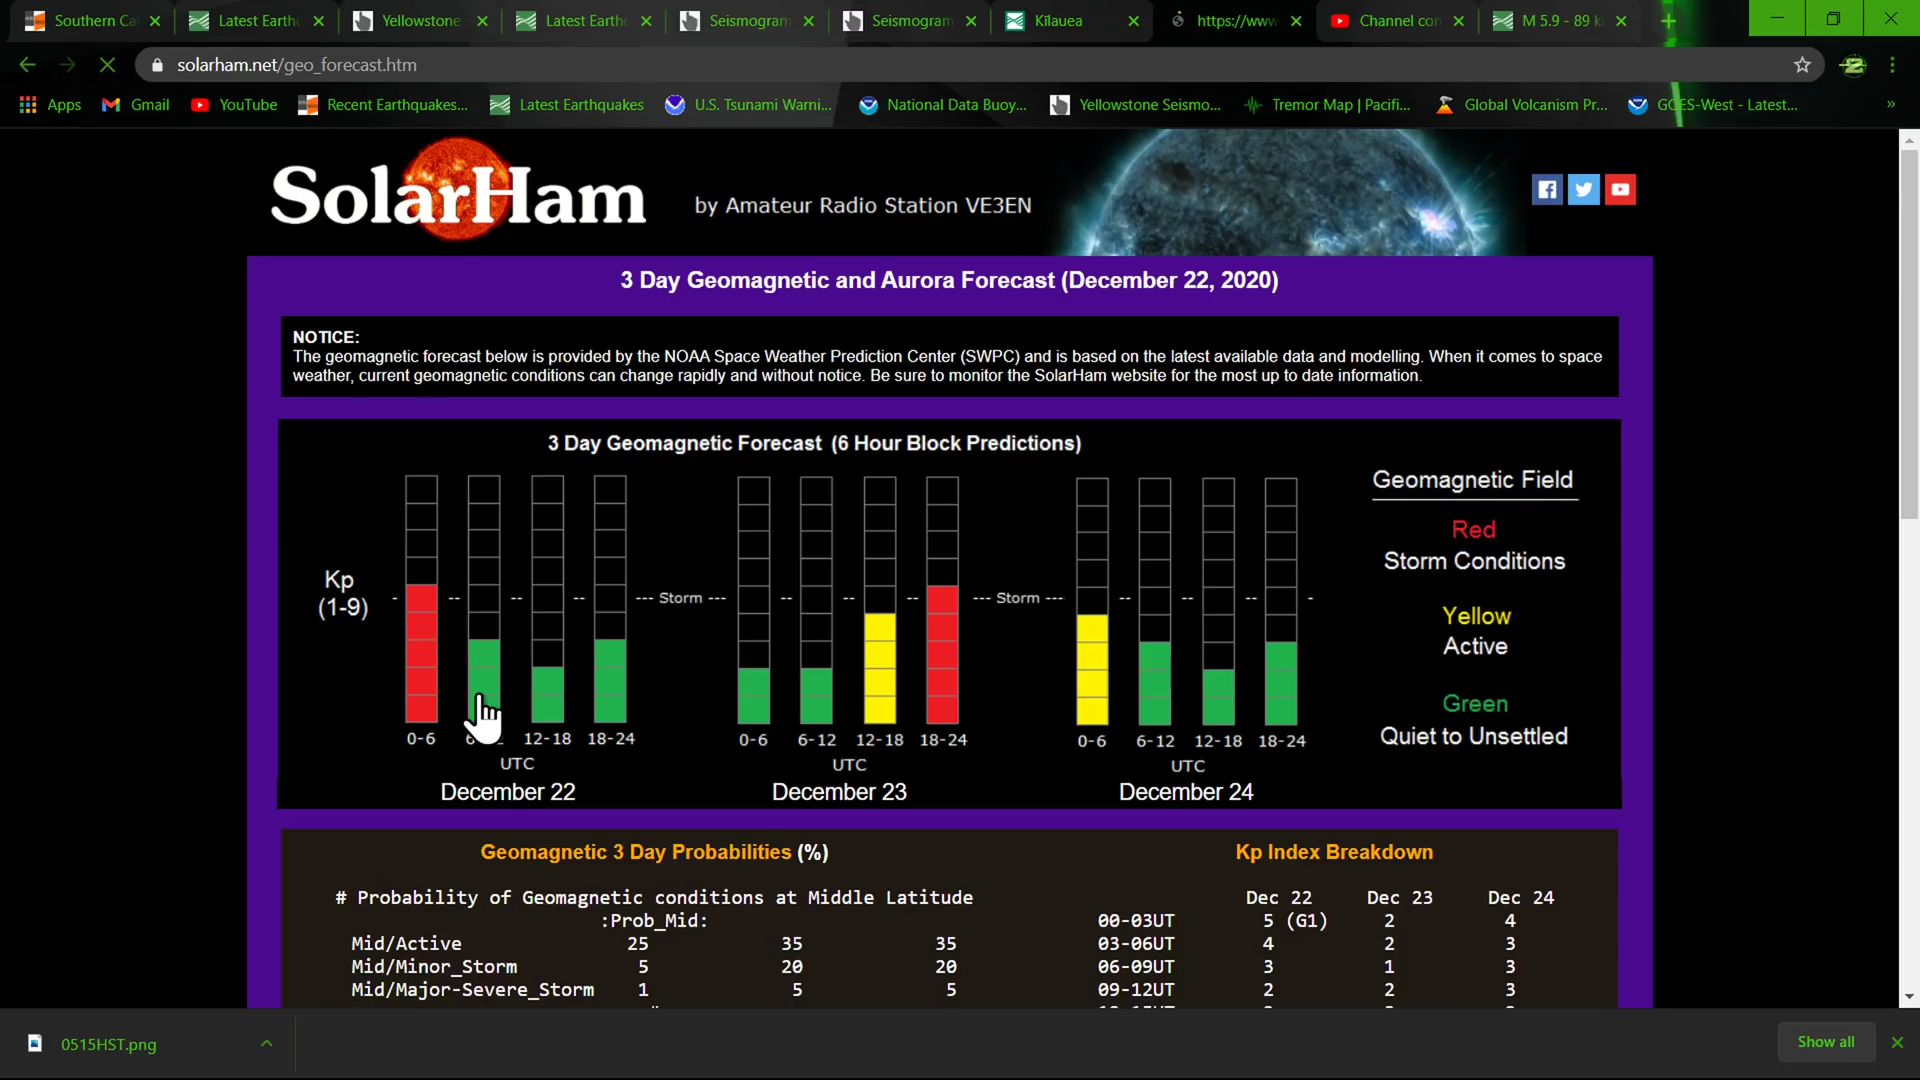 Southern Ca
Latest Earth
Yellowstone
Latest Earth
Seismogram
Seismogram
Kīlauea
https://www
Channel con
M 5.9 - 89 k
solarham.net/geo_forecast.htm
Apps
Gmail
YouTube
Recent Earthquakes...
Latest Earthquakes
U.S. Tsunami Warni...
National Data Buoy...
Yellowstone Seismo...
Tremor Map | Pacifi...
Global Volcanism Pr...
GOES-West - Latest...
SolarHam
by Amateur Radio Station VE3EN
3 Day Geomagnetic and Aurora Forecast (December 22, 2020)
NOTICE:
The geomagnetic forecast below is provided by the NOAA Space Weather Prediction Center (SWPC) and is based on the latest available data and modelling. When it comes to space
weather, current geomagnetic conditions can change rapidly and without notice. Be sure to monitor the SolarHam website for the most up to date information.
3 Day Geomagnetic Forecast (6 Hour Block Predictions)
Kp
(1-9)
- -- -- -- --- Storm --- -- -- -- --- Storm --- -- -- -- -
0-6 12-18 18-24
UTC
December 22
0-6 6-12 12-18 18-24
UTC
December 23
0-6 6-12 12-18 18-24
UTC
December 24
Geomagnetic Field
Red
Storm Conditions
Yellow
Active
Green
Quiet to Unsettled
Geomagnetic 3 Day Probabilities (%)
# Probability of Geomagnetic conditions at Middle Latitude
:Prob_Mid:
Mid/Active 25 35 35
Mid/Minor_Storm 5 20 20
Mid/Major-Severe_Storm 1 5 5
Kp Index Breakdown
Dec 22 Dec 23 Dec 24
00-03UT 5 (G1) 2 4
03-06UT 4 2 3
06-09UT 3 1 3
09-12UT 2 2 3
0515HST.png
Show all